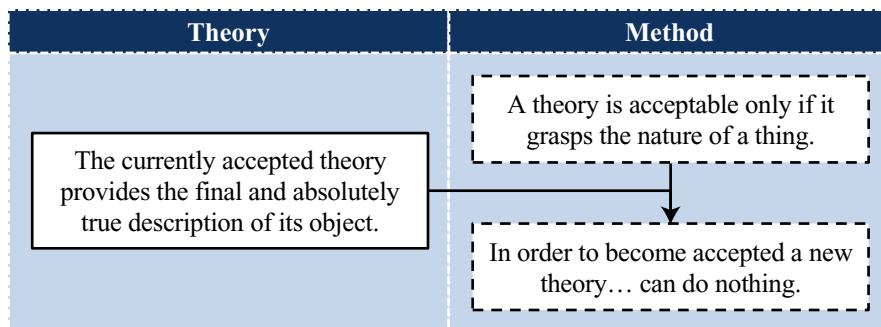 Theory
Method
The currently accepted theory
provides the final and absolutely
true description of its object.
A theory is acceptable only if it
grasps the nature of a thing.
In order to become accepted a new
theory… can do nothing.